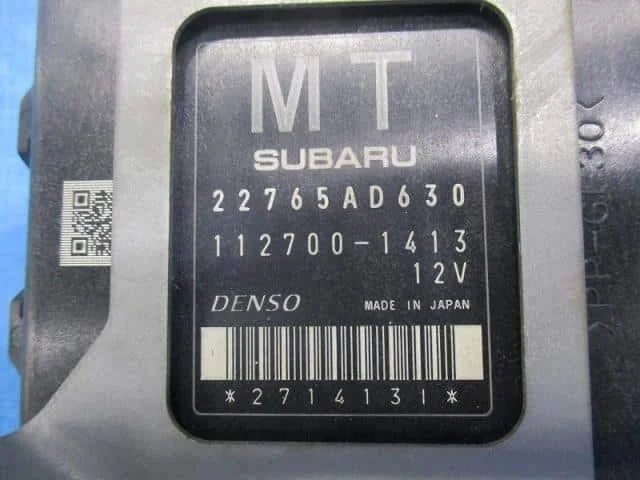 MT
SUBARU
22765AD630
112700-1413
12V
DENSO MADE IN JAPAN
*2714131*